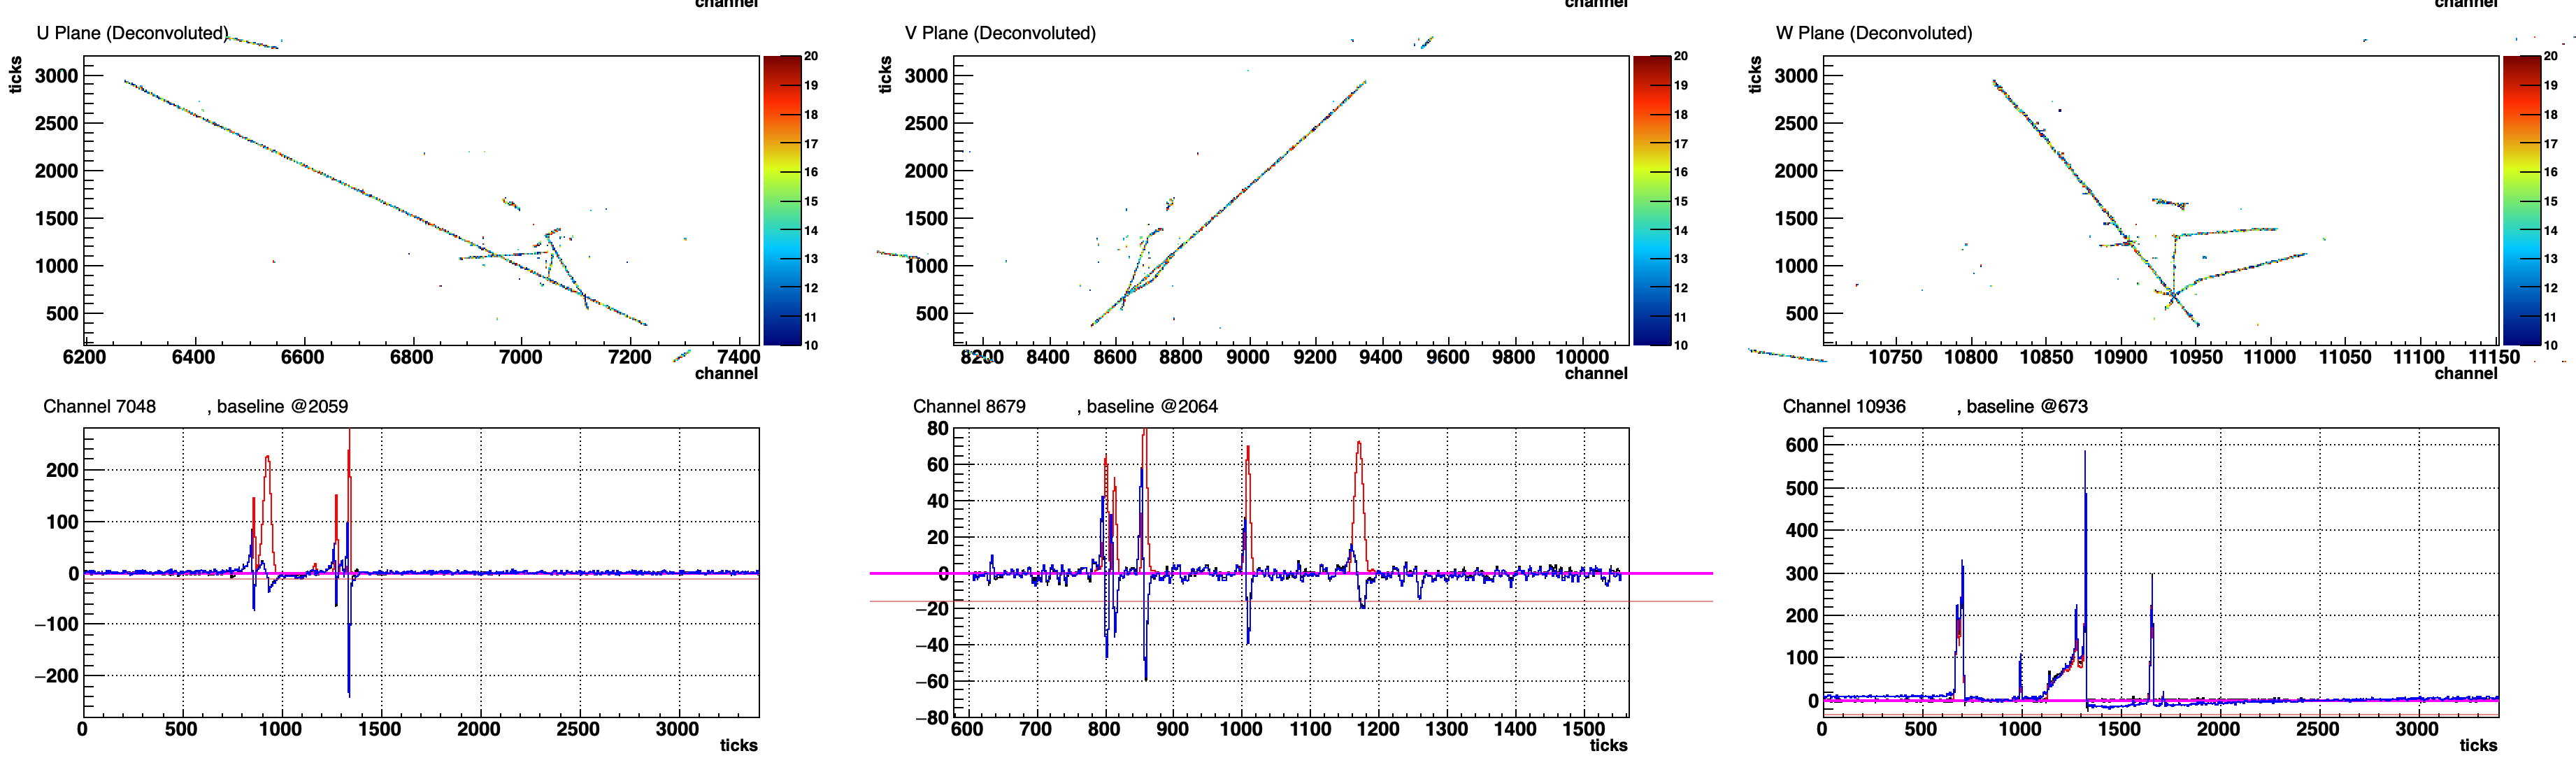 channel channel channel
U Plane (Deconvoluted) V Plane (Deconvoluted) W Plane (Deconvoluted)
ticks ticks ticks
3000 20 3000 20 3000 20
19 19 19
2500 18 2500 18 2500 18
17 17 17
2000 16 2000 16 2000 16
15 15 15
1500 14 1500 14 1500 14
1000 13 1000 13 1000 13
12 12 12
500 11 500 11 500 11
10 10 10
6200 6400 6600 6800 7000 7200 7400 8200 8400 8600 8800 9000 9200 9400 9600 9800 10000 10750 10800 10850 10900 10950 11000 11050 11100 11150
channel channel channel
Channel 7048 , baseline @2059 Channel 8679 , baseline @2064 Channel 10936 , baseline @673
200 80 600
100 60 500
0 40 400
−100 20 300
−200 0 200
−20 100
−40 0
−60
−80
0 500 1000 1500 2000 2500 3000 600 700 800 900 1000 1100 1200 1300 1400 1500 0 500 1000 1500 2000 2500 3000
ticks ticks ticks